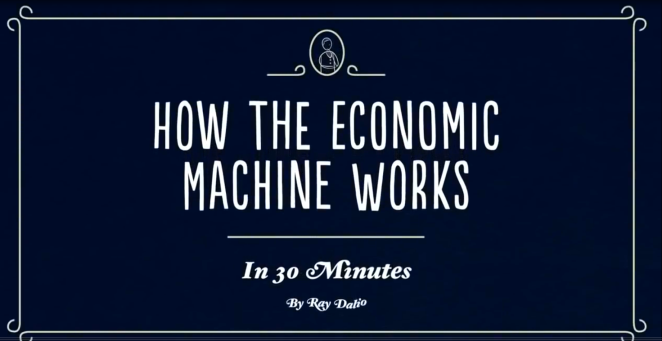 HOW THE ECONOMIC
MACHINE WORKS
In 30 Minutes
By Ray Dalio